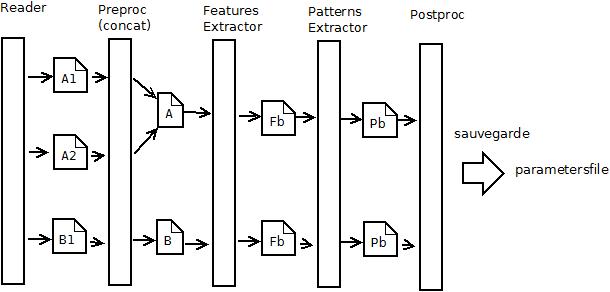 Reader
Preproc
(concat)
Features
Extractor
Patterns
Extractor
Postproc
A1
A2
A
Fb
Pb
B1
B
Fb
Pb
sauvegarde
parametersfile